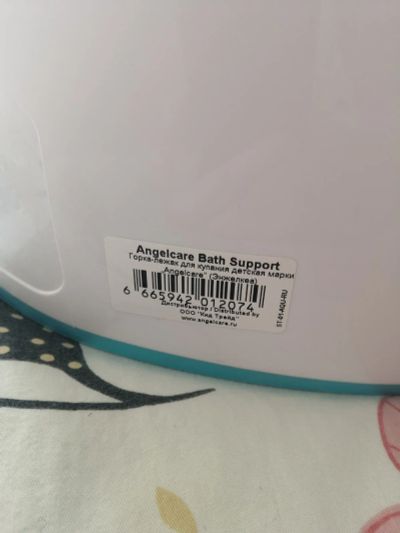 Angelcare Bath Support
Горка-лежак для купания детская марки
"Angelcare" (Энжелкеа)
6 665942 012074
Дистрибьютор / Distributed by
ООО "Кид Трейд"
www.angelcare.ru
ST-01-AQU-RU